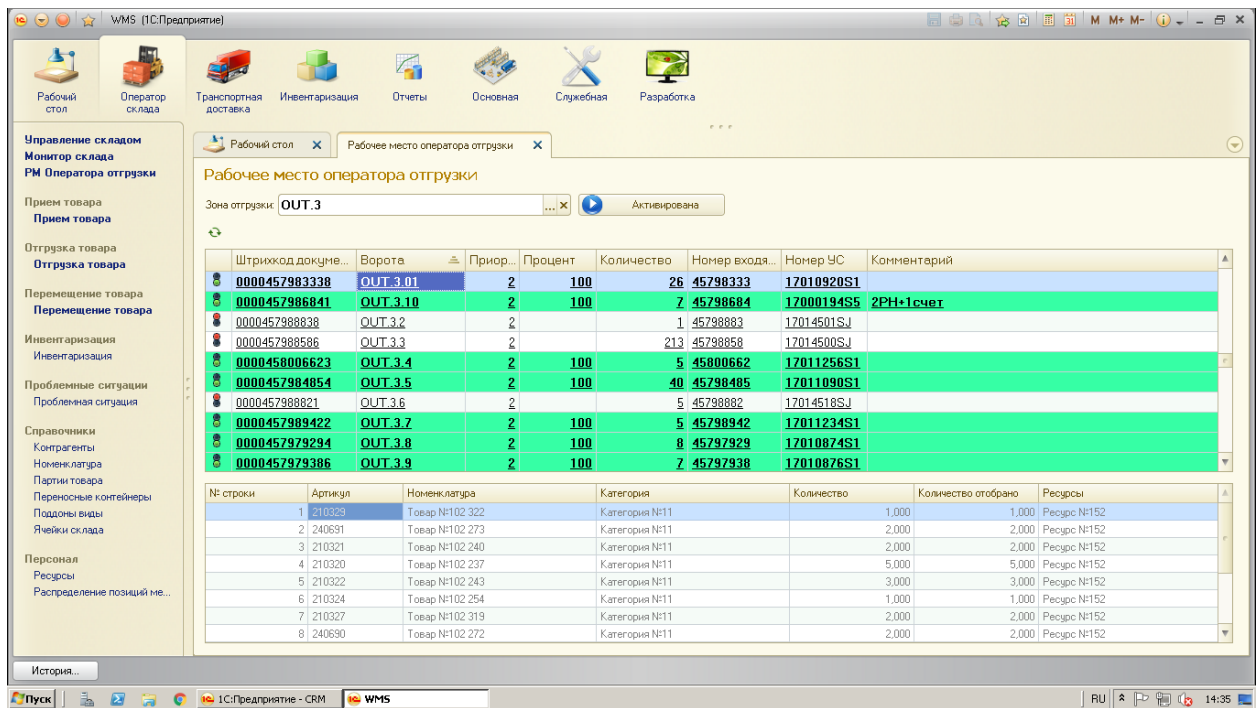 WMS (1С:Предприятие)
M M+ M-
Рабочий стол
Оператор склада
Транспортная доставка
Инвентаризация
Отчеты
Основная
Служебная
Разработка
Управление складом
Монитор склада
РМ Оператора отгрузки
Прием товара
Прием товара
Отгрузка товара
Отгрузка товара
Перемещение товара
Перемещение товара
Инвентаризация
Инвентаризация
Проблемные ситуации
Проблемная ситуация
Справочники
Контрагенты
Номенклатура
Партии товара
Переносные контейнеры
Поддоны виды
Ячейки склада
Персонал
Ресурсы
Распределение позиций ме...
Рабочий стол
Рабочее место оператора отгрузки
Рабочее место оператора отгрузки
Зона отгрузки: OUT.3 ... Активирована
Штрихкод докуме... Ворота Приор... Процент Количество Номер входя... Номер УС Комментарий
0000457983338 OUT.3.01 2 100 26 45798333 17010920S1
0000457986841 OUT.3.10 2 100 7 45798684 17000194S5 2РН+1счет
0000457988838 OUT.3.2 2 1 45798883 17014501SJ
0000457988586 OUT.3.3 2 213 45798858 17014500SJ
0000458006623 OUT.3.4 2 100 5 45800662 17011256S1
0000457984854 OUT.3.5 2 100 40 45798485 17011090S1
0000457988821 OUT.3.6 2 5 45798882 17014518SJ
0000457989422 OUT.3.7 2 100 5 45798942 17011234S1
0000457979294 OUT.3.8 2 100 8 45797929 17010874S1
0000457979386 OUT.3.9 2 100 7 45797938 17010876S1
№ строки Артикул Номенклатура Категория Количество Количество отобрано Ресурсы
1 210329 Товар №102 322 Категория №11 1,000 1,000 Ресурс №152
2 240691 Товар №102 273 Категория №11 2,000 2,000 Ресурс №152
3 210321 Товар №102 240 Категория №11 2,000 2,000 Ресурс №152
4 210320 Товар №102 237 Категория №11 5,000 5,000 Ресурс №152
5 210322 Товар №102 243 Категория №11 3,000 3,000 Ресурс №152
6 210324 Товар №102 254 Категория №11 1,000 1,000 Ресурс №152
7 210327 Товар №102 319 Категория №11 2,000 2,000 Ресурс №152
8 240690 Товар №102 272 Категория №11 2,000 2,000 Ресурс №152
История...
Пуск 1С:Предприятие - CRM WMS RU 14:35